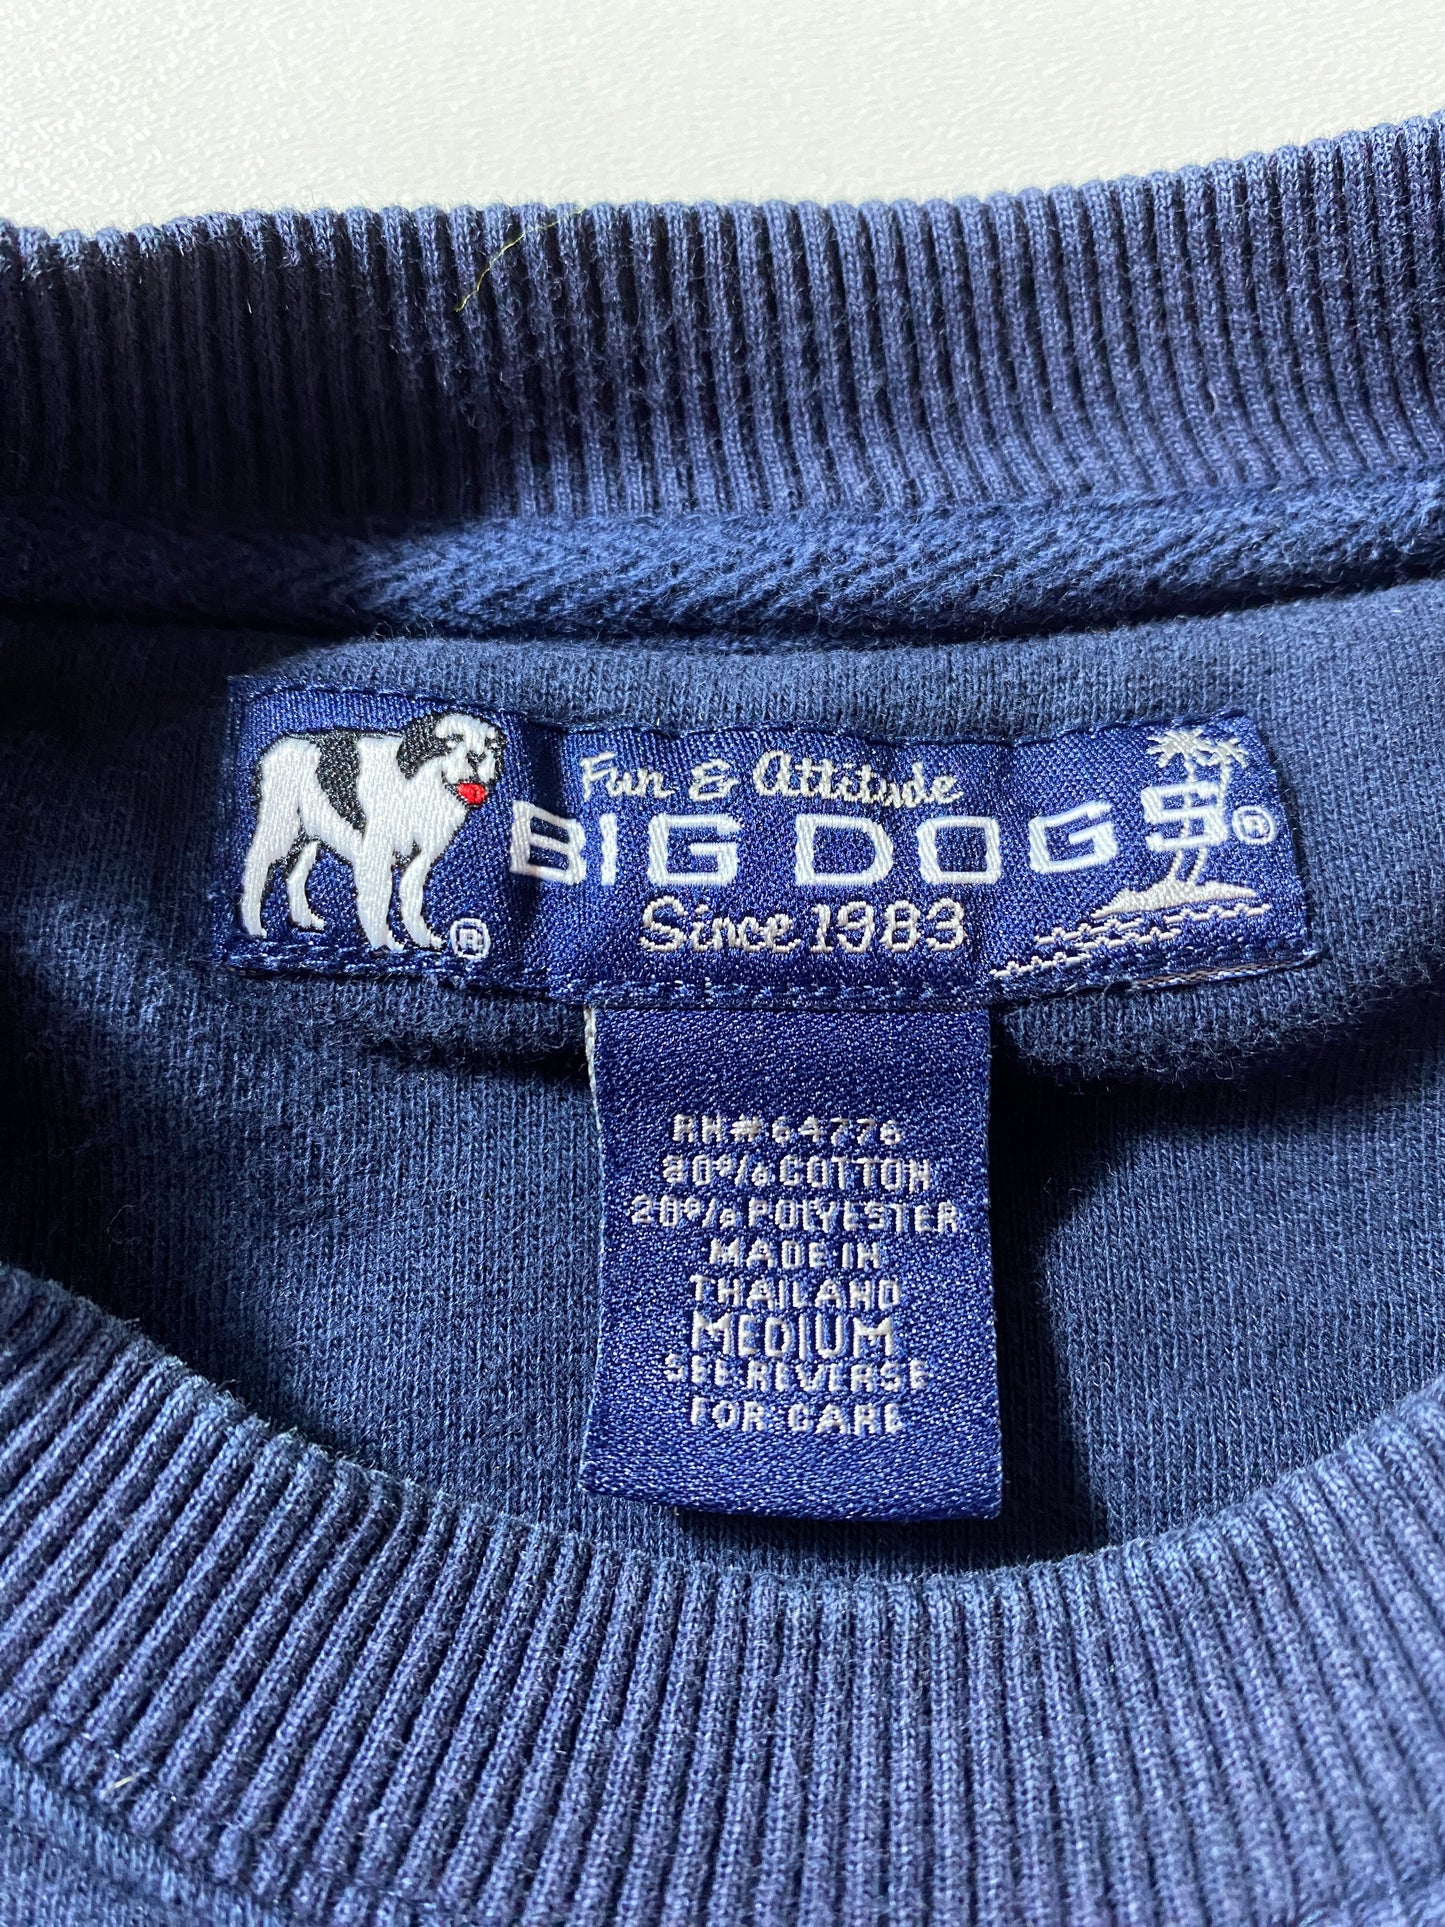 Fun & Attitude
BIG DOGS®
Since 1983
®
RN#64776
80% COTTON
20% POLYESTER
MADE IN
THAILAND
MEDIUM
SEE REVERSE
FOR CARE